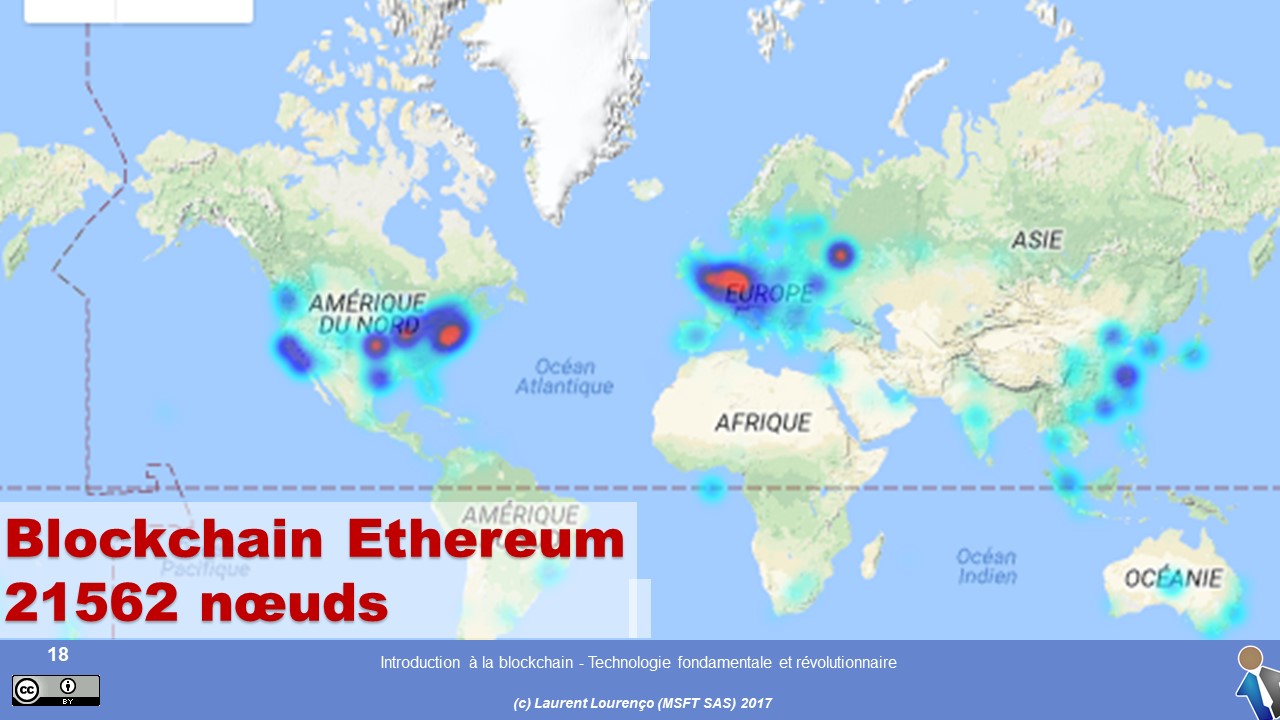 ASIE
AMÉRIQUE
DU NORD
EUROPE
Océan
Atlantique
AFRIQUE
AMÉRIQUE
Blockchain Ethereum
Pacifique
Océan
Indien
OCÉANIE
21562 nœuds
18
Introduction à la blockchain - Technologie fondamentale et révolutionnaire
cc
BY
(c) Laurent Lourenço (MSFT SAS) 2017